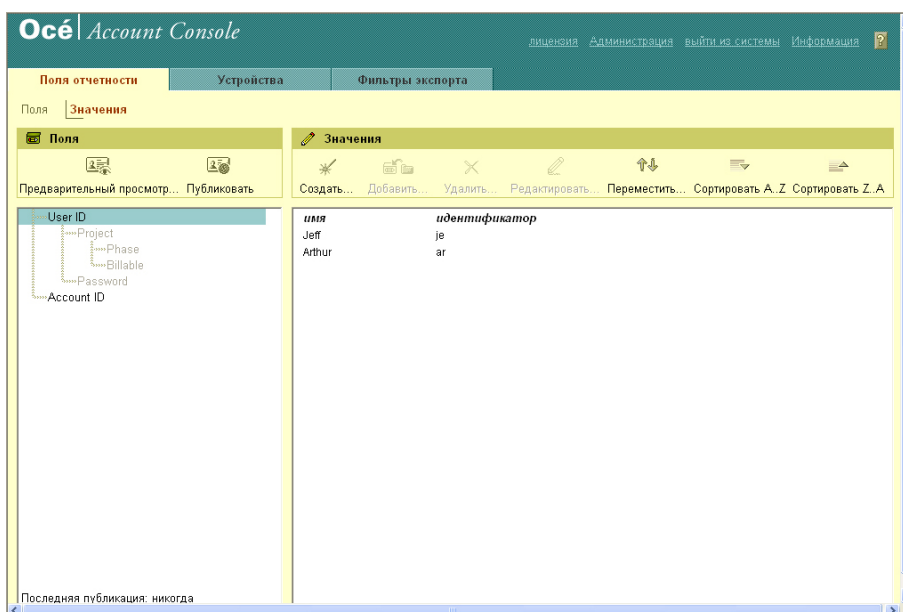 Océ Account Console
лицензия Администрация выйти из системы Информация ?
Поля отчетности Устройства Фильтры экспорта
Поля Значения
Поля
Предварительный просмотр... Публиковать
User ID
Project
Phase
Billable
Password
Account ID
Последняя публикация: никогда
Значения
Создать... Добавить... Удалить... Редактировать... Переместить... Сортировать A..Z Сортировать Z..A
имя идентификатор
Jeff je
Arthur ar